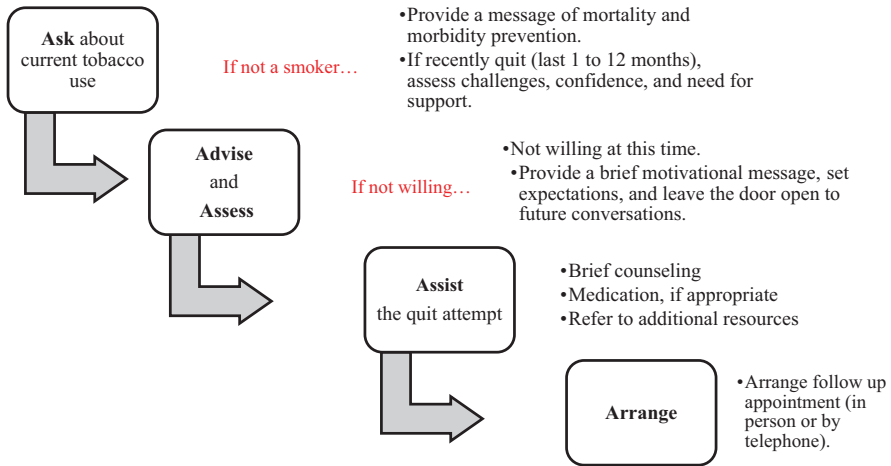 Ask about
current tobacco
use
If not a smoker…
•Provide a message of mortality and
morbidity prevention.
•If recently quit (last 1 to 12 months),
assess challenges, confidence, and need for
support.
Advise
and
Assess
If not willing…
•Not willing at this time.
•Provide a brief motivational message, set
expectations, and leave the door open to
future conversations.
Assist
the quit attempt
•Brief counseling
•Medication, if appropriate
•Refer to additional resources
Arrange
•Arrange follow up
appointment (in
person or by
telephone).